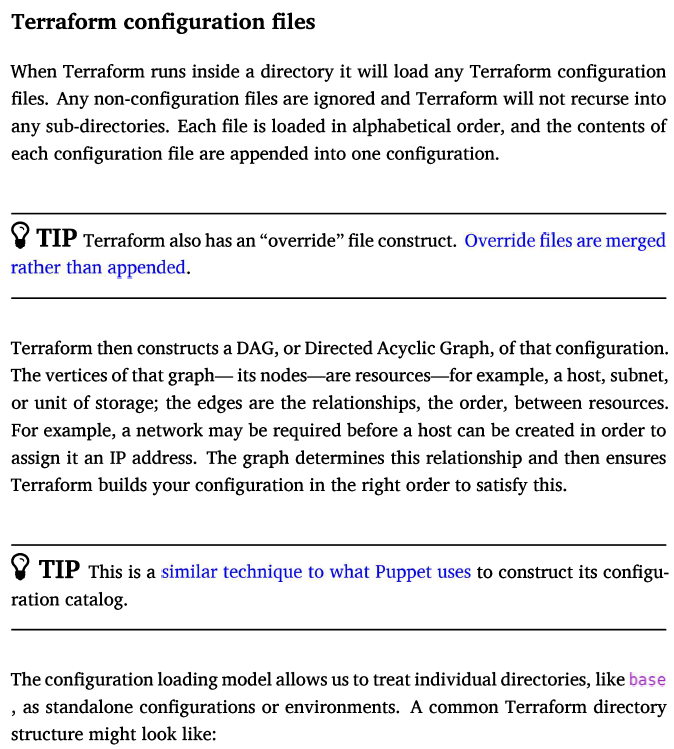 Terraform configuration files
When Terraform runs inside a directory it will load any Terraform configuration
files. Any non-configuration files are ignored and Terraform will not recurse into
any sub-directories. Each file is loaded in alphabetical order, and the contents of
each configuration file are appended into one configuration.
TIP Terraform also has an “override” file construct. Override files are merged
rather than appended.
Terraform then constructs a DAG, or Directed Acyclic Graph, of that configuration.
The vertices of that graph— its nodes—are resources—for example, a host, subnet,
or unit of storage; the edges are the relationships, the order, between resources.
For example, a network may be required before a host can be created in order to
assign it an IP address. The graph determines this relationship and then ensures
Terraform builds your configuration in the right order to satisfy this.
TIP This is a similar technique to what Puppet uses to construct its configu-
ration catalog.
The configuration loading model allows us to treat individual directories, like base
, as standalone configurations or environments. A common Terraform directory
structure might look like: